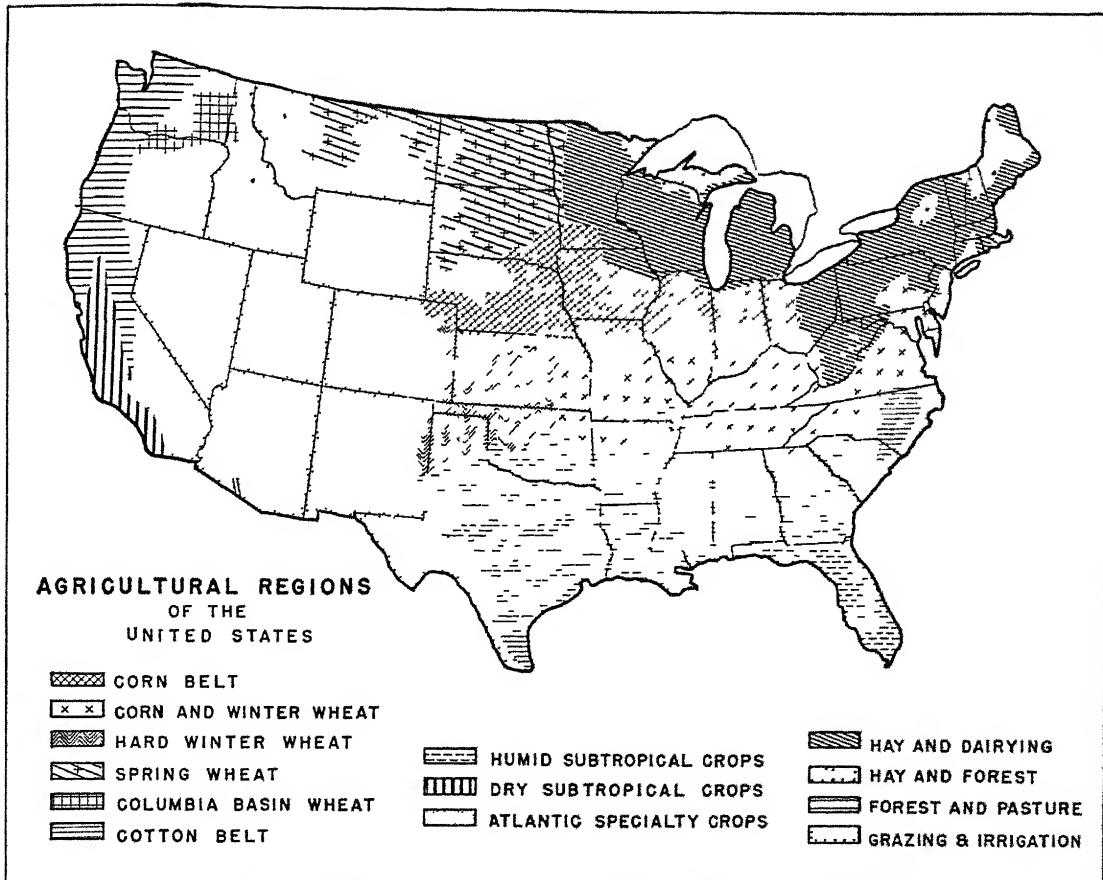 AGRICULTURAL REGIONS
OF THE
UNITED STATES
CORN BELT
CORN AND WINTER WHEAT
HARD WINTER WHEAT
SPRING WHEAT
COLUMBIA BASIN WHEAT
COTTON BELT
HUMID SUBTROPICAL CROPS
DRY SUBTROPICAL CROPS
ATLANTIC SPECIALTY CROPS
HAY AND DAIRYING
HAY AND FOREST
FOREST AND PASTURE
GRAZING & IRRIGATION